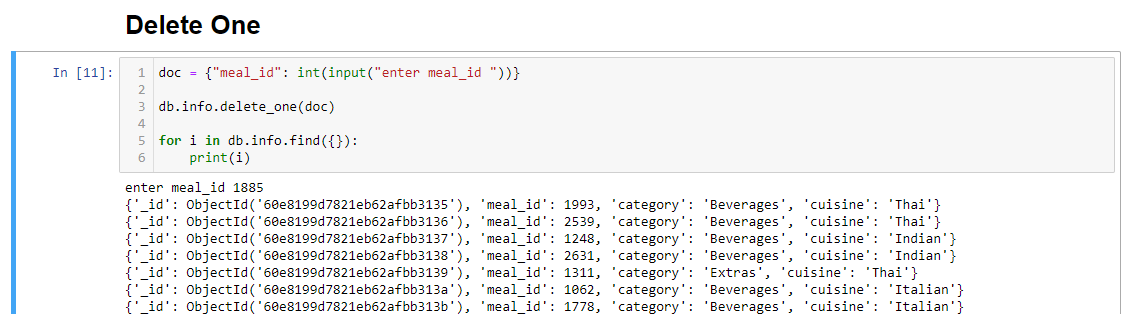 Delete One
In [11]:
1 doc = {"meal_id": int(input("enter meal_id "))}
2
3 db.info.delete_one(doc)
4
5 for i in db.info.find({}):
6     print(i)
enter meal_id 1885
{'_id': ObjectId('60e8199d7821eb62afbb3135'), 'meal_id': 1993, 'category': 'Beverages', 'cuisine': 'Thai'}
{'_id': ObjectId('60e8199d7821eb62afbb3136'), 'meal_id': 2539, 'category': 'Beverages', 'cuisine': 'Thai'}
{'_id': ObjectId('60e8199d7821eb62afbb3137'), 'meal_id': 1248, 'category': 'Beverages', 'cuisine': 'Indian'}
{'_id': ObjectId('60e8199d7821eb62afbb3138'), 'meal_id': 2631, 'category': 'Beverages', 'cuisine': 'Indian'}
{'_id': ObjectId('60e8199d7821eb62afbb3139'), 'meal_id': 1311, 'category': 'Extras', 'cuisine': 'Thai'}
{'_id': ObjectId('60e8199d7821eb62afbb313a'), 'meal_id': 1062, 'category': 'Beverages', 'cuisine': 'Italian'}
{'_id': ObjectId('60e8199d7821eb62afbb313b'), 'meal_id': 1778, 'category': 'Beverages', 'cuisine': 'Italian'}